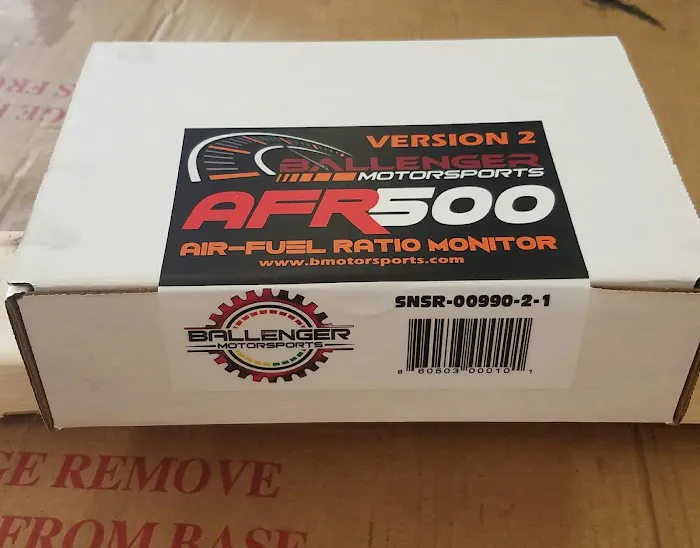 VERSION 2
BALLENGER
MOTORSPORTS
AFR500
AIR-FUEL RATIO MONITOR
www.bmotorsports.com
SNSR-00990-2-1
BALLENGER
MOTORSPORTS
8 60503 00010 1
GE REMOVE
FROM BASE